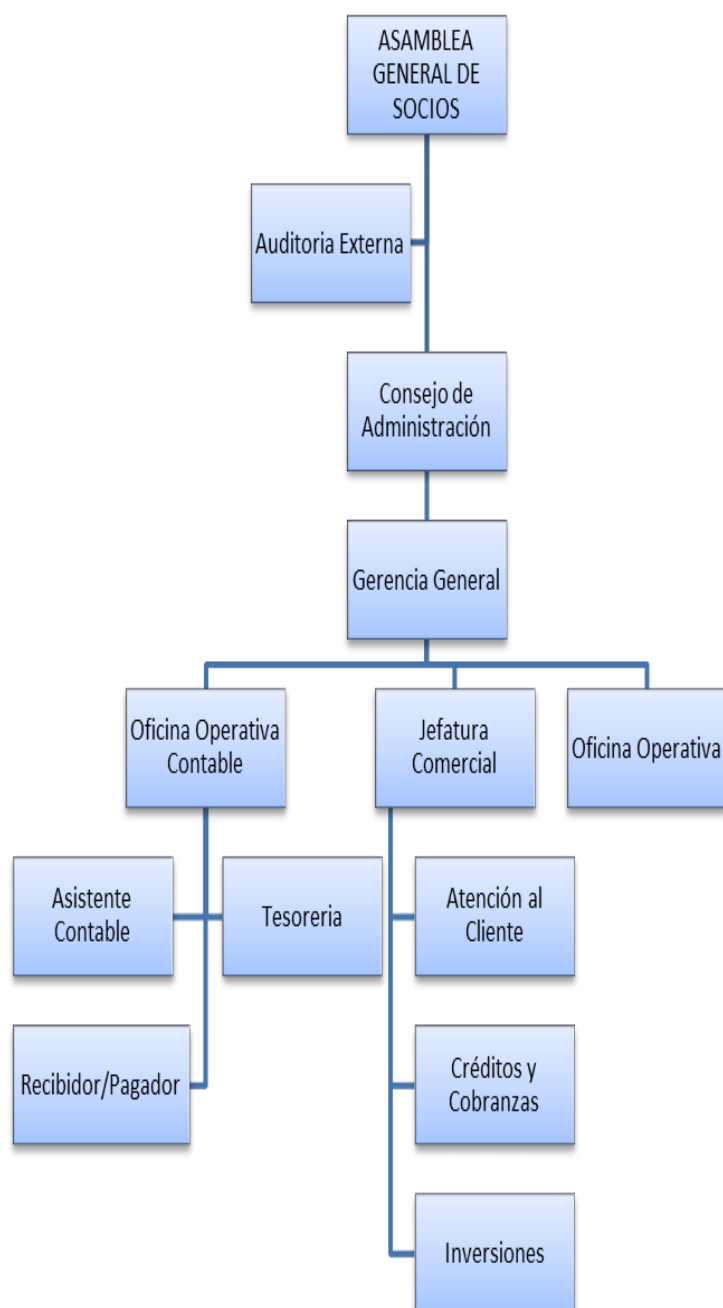 ASAMBLEA
GENERAL DE
SOCIOS
Auditoria Externa
Consejo de
Administración
Gerencia General
Oficina Operativa
Contable
Jefatura
Comercial
Oficina Operativa
Asistente
Contable
Tesoreria
Atención al
Cliente
Recibidor/Pagador
Créditos y
Cobranzas
Inversiones